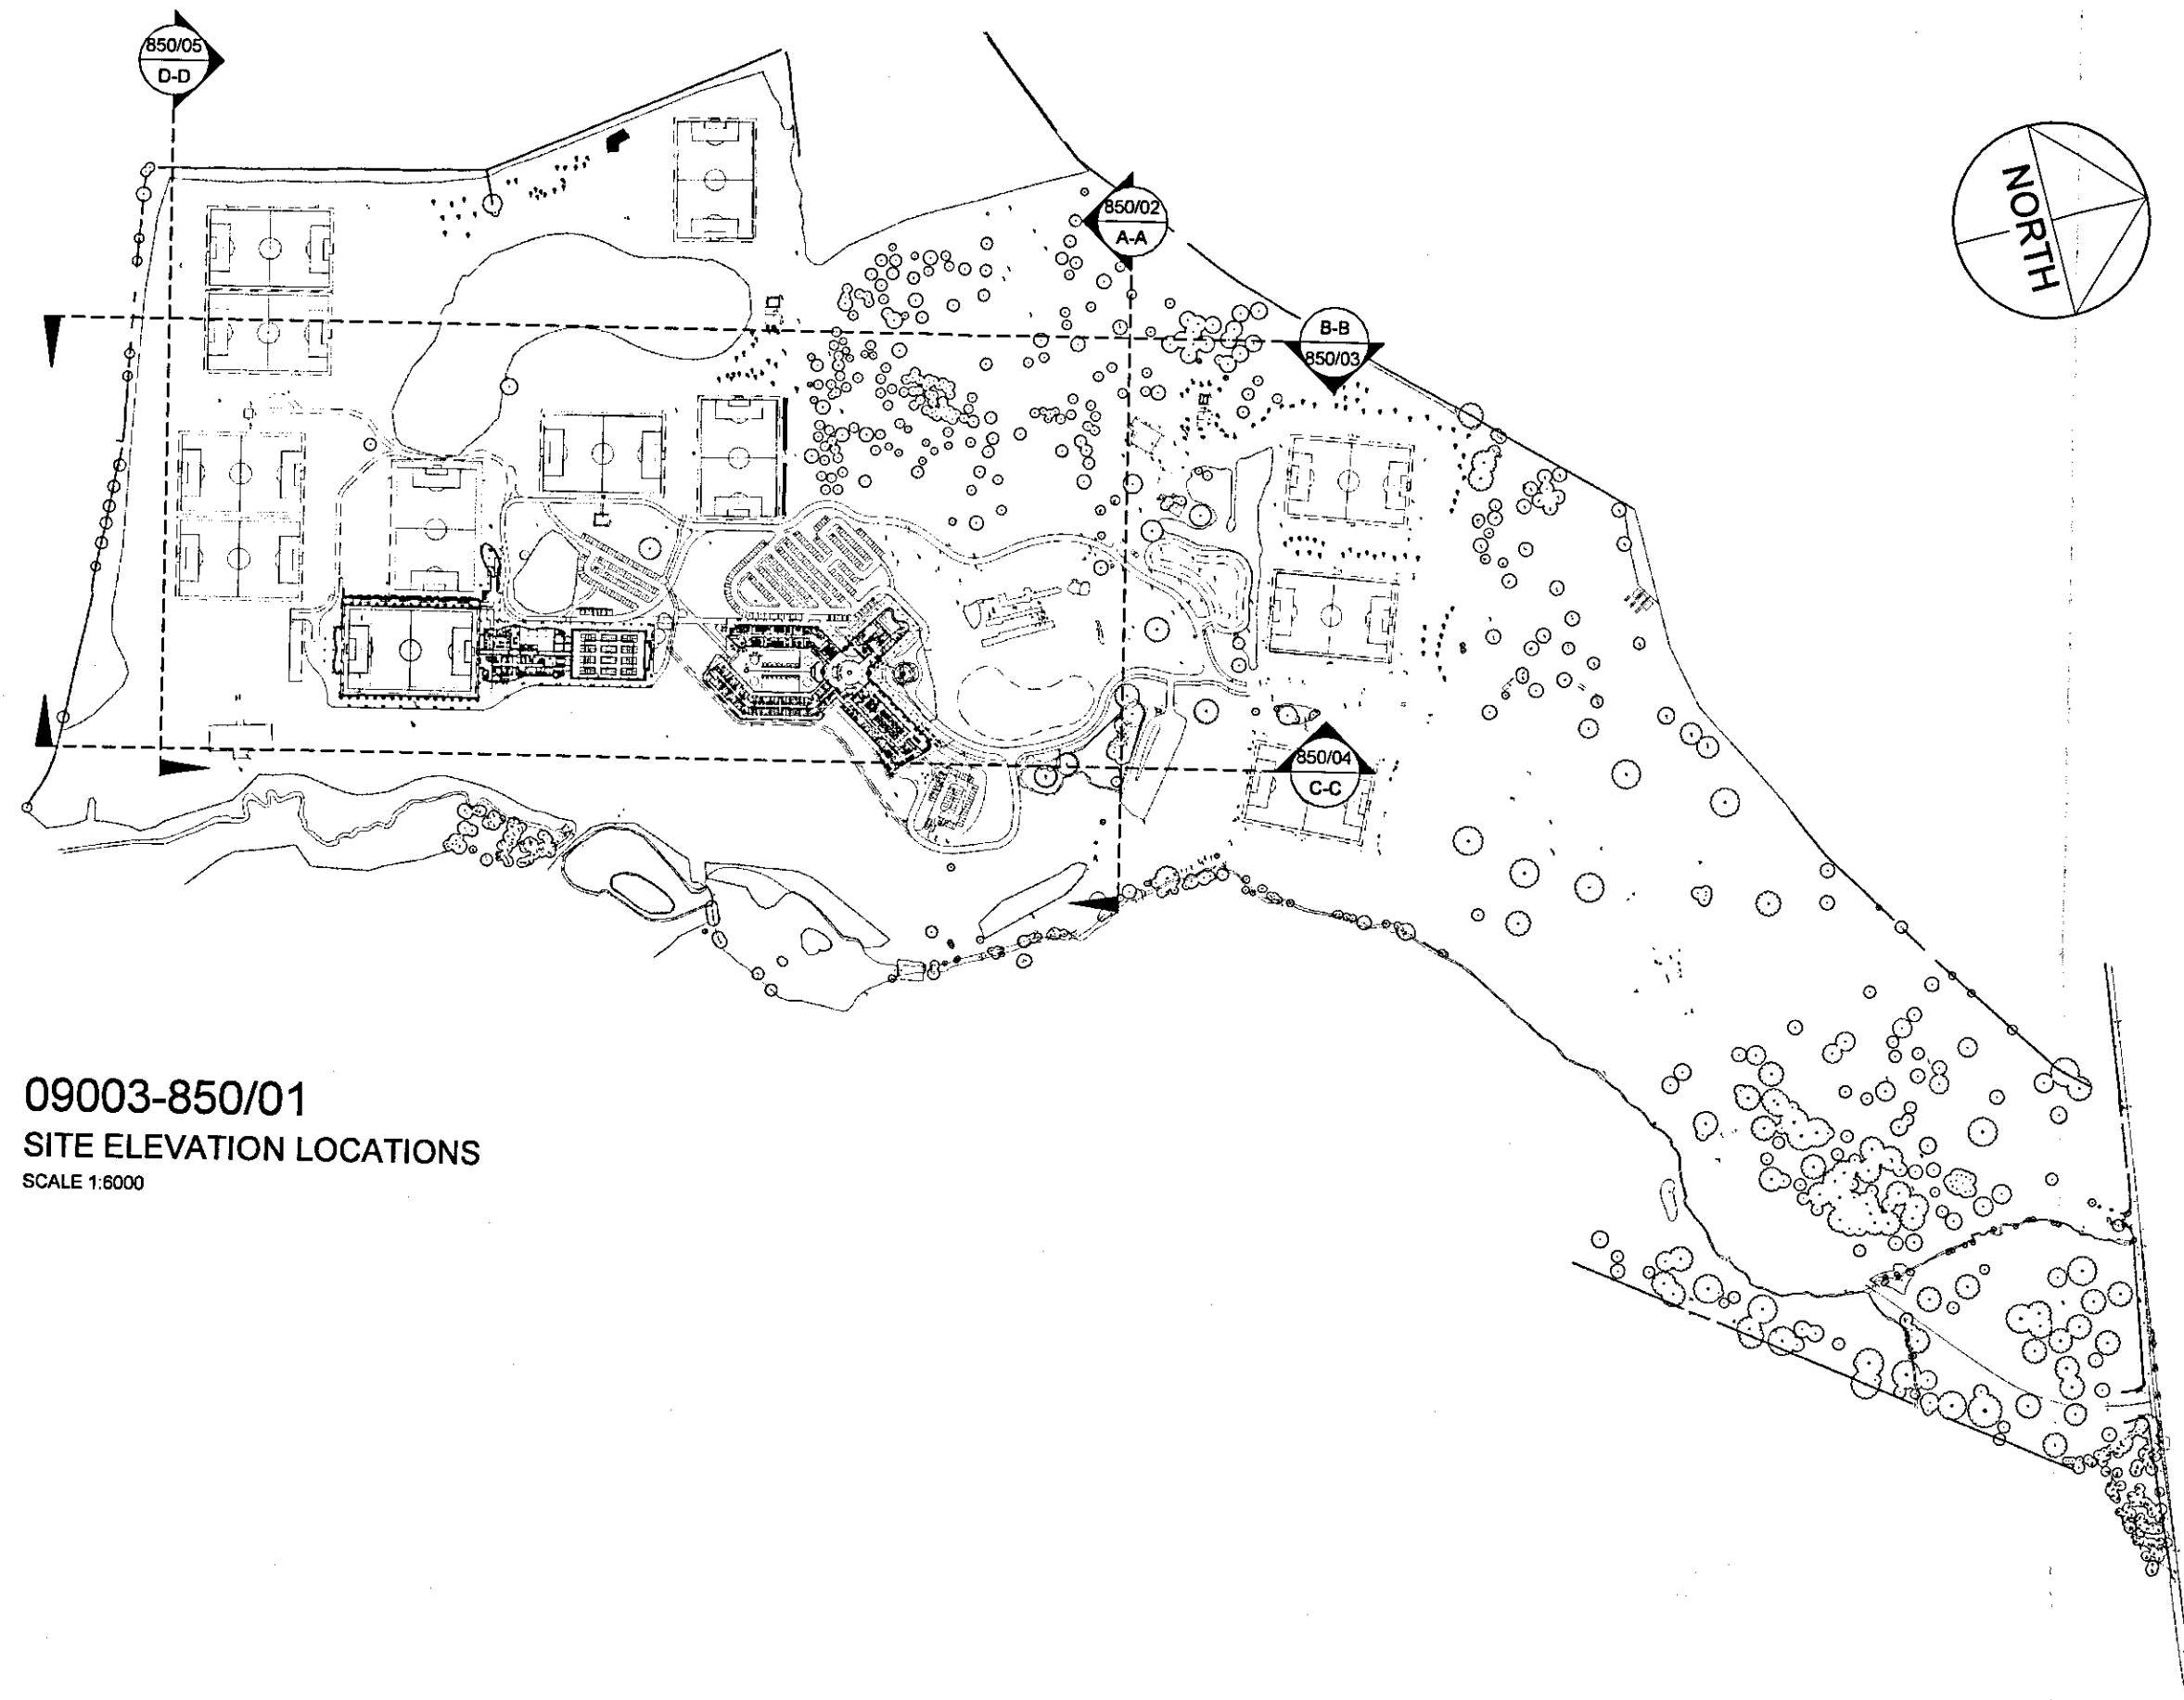 850/05
D-D
850/02
A-A
NORTH
B-B
850/03
850/04
C-C
09003-850/01
SITE ELEVATION LOCATIONS
SCALE 1:6000